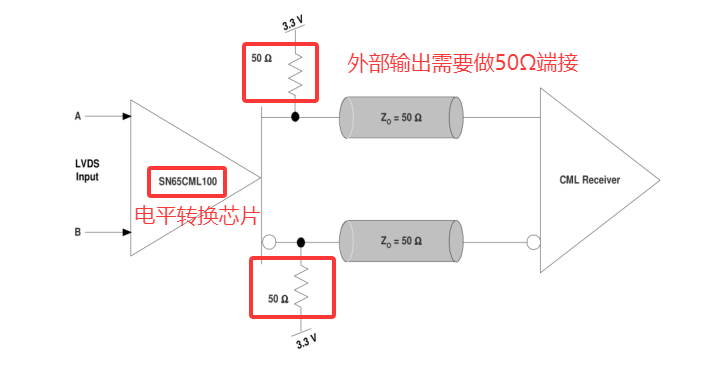 3.3 V
50 Ω
外部输出需要做50Ω端接
A
Z_O = 50 Ω
LVDS
Input
SN65CML100
CML Receiver
电平转换芯片
B
Z_O = 50 Ω
50 Ω
3.3 V